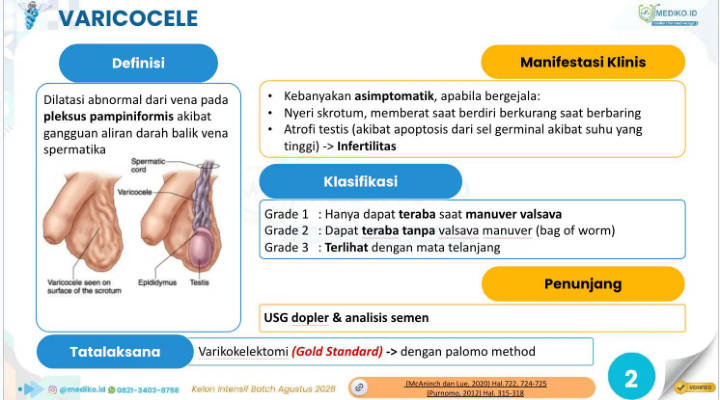 VARICOCELE
MEDIKO.ID
Definisi
Dilatasi abnormal dari vena pada
pleksus pampiniformis akibat
gangguan aliran darah balik vena
spermatika
Spermatic
cord
Varicocele
Varicocele seen on
surface of the scrotum
Epididymus
Testis
Manifestasi Klinis
• Kebanyakan asimptomatik, apabila bergejala:
• Nyeri skrotum, memberat saat berdiri berkurang saat berbaring
• Atrofi testis (akibat apoptosis dari sel germinal akibat suhu yang
tinggi) -> Infertilitas
Klasifikasi
Grade 1 : Hanya dapat teraba saat manuver valsava
Grade 2 : Dapat teraba tanpa valsava manuver (bag of worm)
Grade 3 : Terlihat dengan mata telanjang
Penunjang
USG dopler & analisis semen
Tatalaksana
Varikokelektomi (Gold Standard) -> dengan palomo method
@mediko.id 0821-3403-8768
Kelon Intensif Batch Agustus 2025
(McAninch dan Lue, 2020) Hal.722, 724-725
(Purnomo, 2012) Hal. 315-318
2
VERIFIED